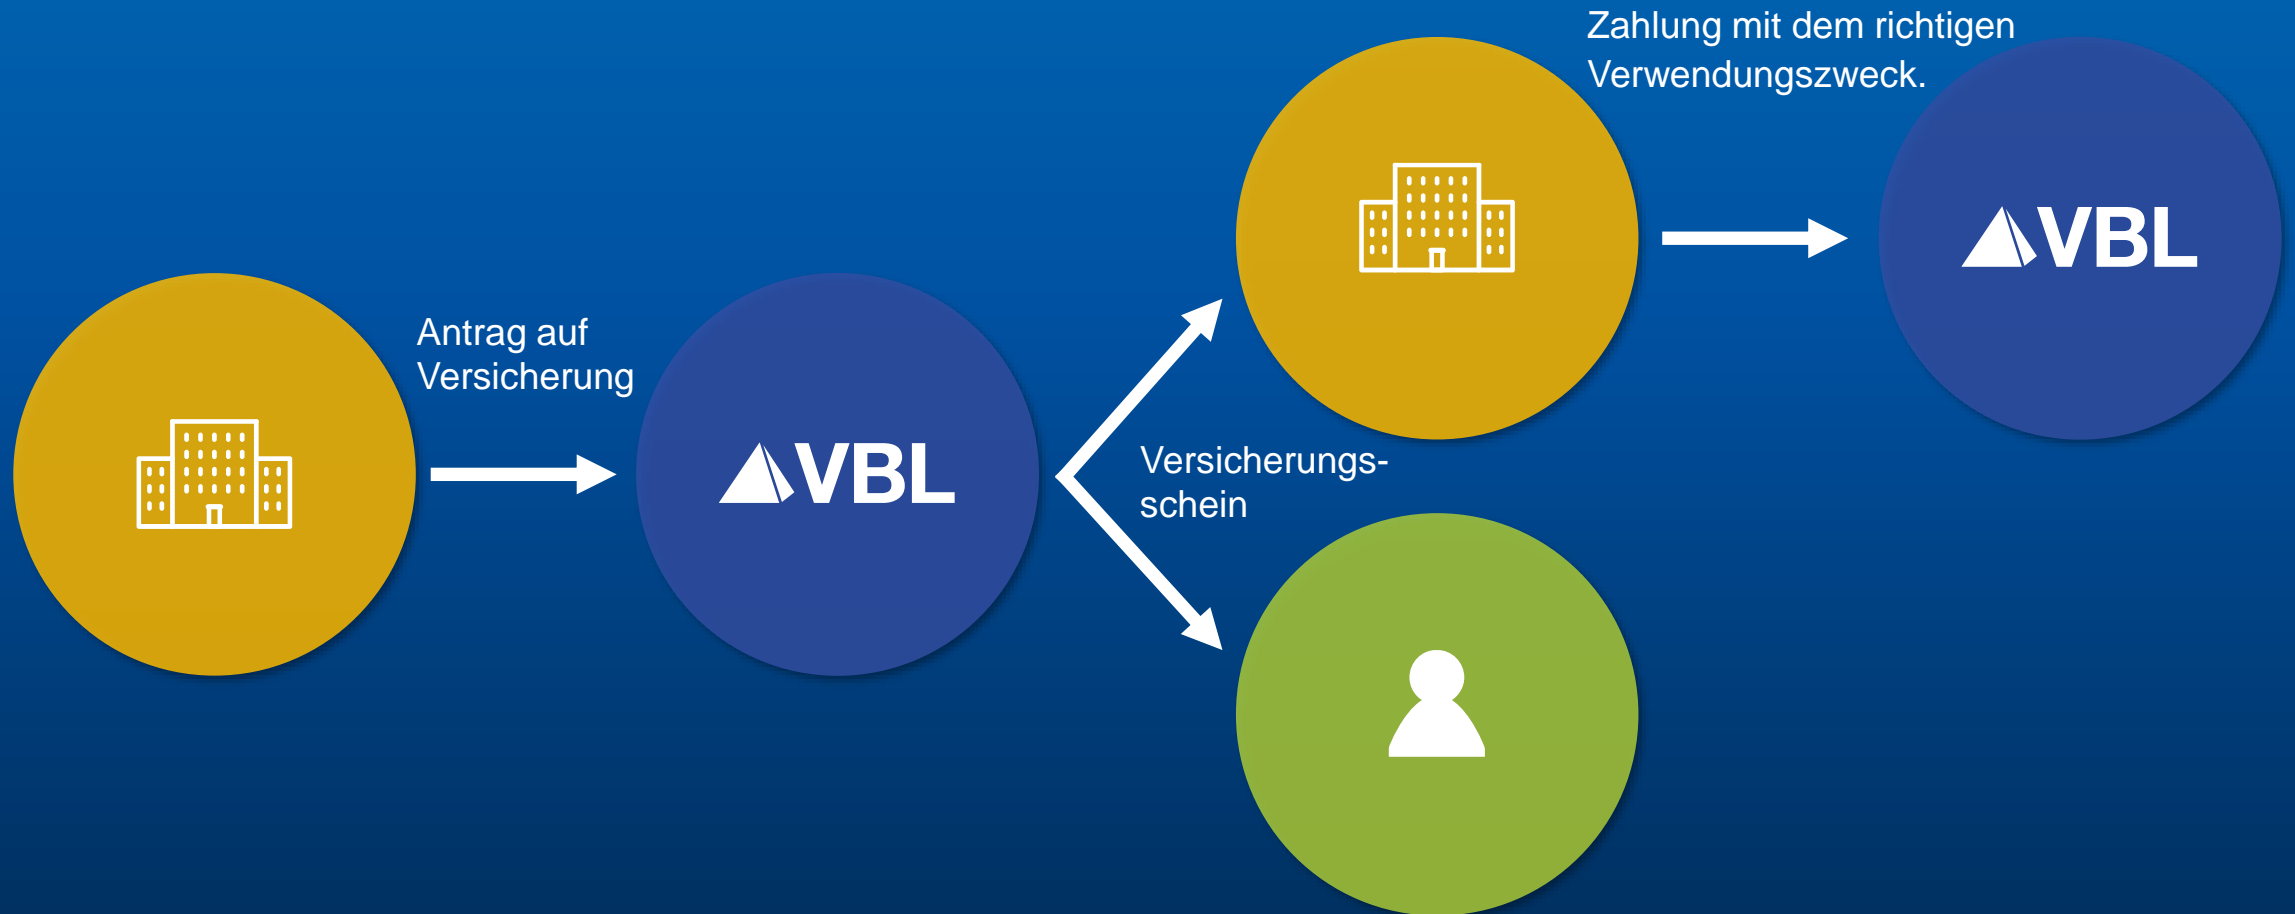 Antrag auf
Versicherung
VBL
Versicherungs-
schein
Zahlung mit dem richtigen
Verwendungszweck.
VBL